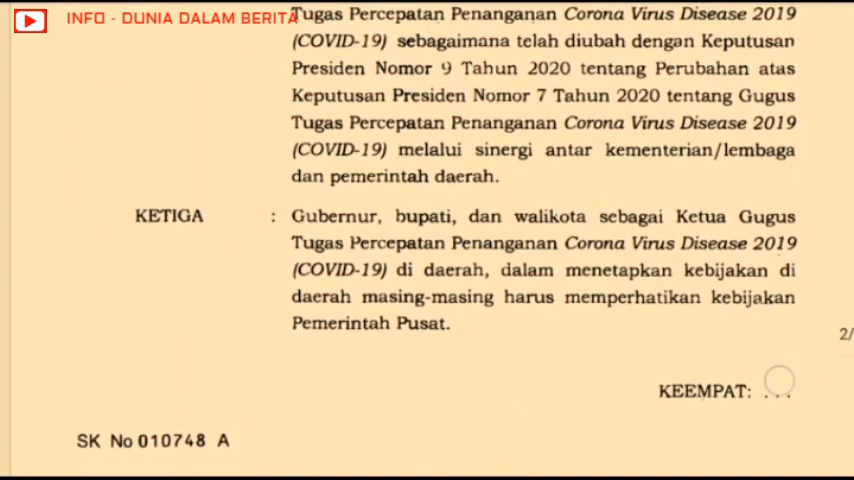 INFO - DUNIA DALAM BERITA
Tugas Percepatan Penanganan Corona Virus Disease 2019
(COVID-19) sebagaimana telah diubah dengan Keputusan
Presiden Nomor 9 Tahun 2020 tentang Perubahan atas
Keputusan Presiden Nomor 7 Tahun 2020 tentang Gugus
Tugas Percepatan Penanganan Corona Virus Disease 2019
(COVID-19) melalui sinergi antar kementerian/lembaga
dan pemerintah daerah.
KETIGA : Gubernur, bupati, dan walikota sebagai Ketua Gugus
Tugas Percepatan Penanganan Corona Virus Disease 2019
(COVID-19) di daerah, dalam menetapkan kebijakan di
daerah masing-masing harus memperhatikan kebijakan
Pemerintah Pusat.
2/
KEEMPAT: . . .
SK No 010748 A